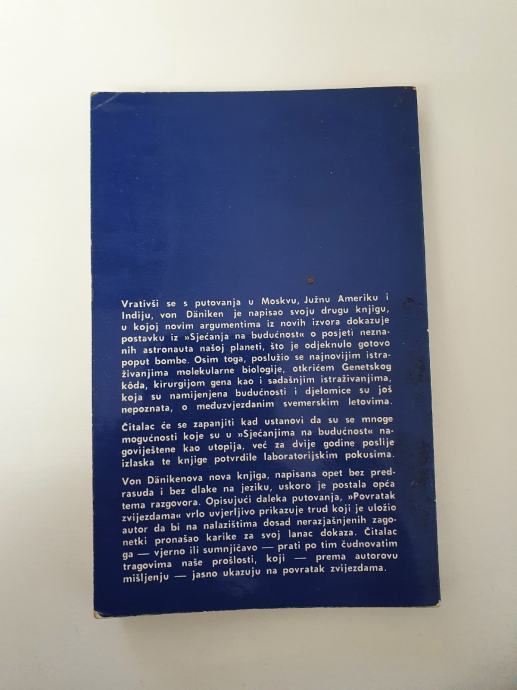 Vrativši se s putovanja u Moskvu, Južnu Ameriku i
Indiju, von Däniken je napisao svoju drugu knjigu,
u kojoj novim argumentima iz novih izvora dokazuje
postavku iz »Sjećanja na budućnost« o posjeti nezna-
nih astronauta našoj planeti, što je odjeknulo gotovo
poput bombe. Osim toga, poslužio se najnovijim istra-
živanjima molekularne biologije, otkrićem Genetskog
kôda, kirurgijom gena kao i sadašnjim istraživanjima,
koja su namijenjena budućnosti i djelomice su još
nepoznata, o međuzvjezdanim svemirskim letovima.
Čitalac će se zapanjiti kad ustanovi da su se mnoge
mogućnosti koje su u »Sjećanjima na budućnost« na-
goviještene kao utopija, već za dvije godine poslije
izlaska te knjige potvrdile laboratorijskim pokusima.
Von Dänikenova nova knjiga, napisana opet bez pred-
rasuda i bez dlake na jeziku, uskoro je postala opća
tema razgovora. Opisujući daleka putovanja, »Povratak
zvijezdama« vrlo uvjerljivo prikazuje trud koji je uložio
autor da bi na nalazištima dosad nerazjašnjenih zago-
netki pronašao karike za svoj lanac dokaza. Čitalac
ga — vjerno ili sumnjičavo — prati po tim čudnovatim
tragovima naše prošlosti, koji — prema autorovu
mišljenju — jasno ukazuju na povratak zvijezdama.